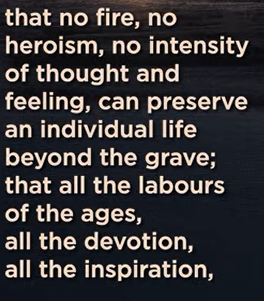 that no fire, no
heroism, no intensity
of thought and
feeling, can preserve
an individual life
beyond the grave;
that all the labours
of the ages,
all the devotion,
all the inspiration,